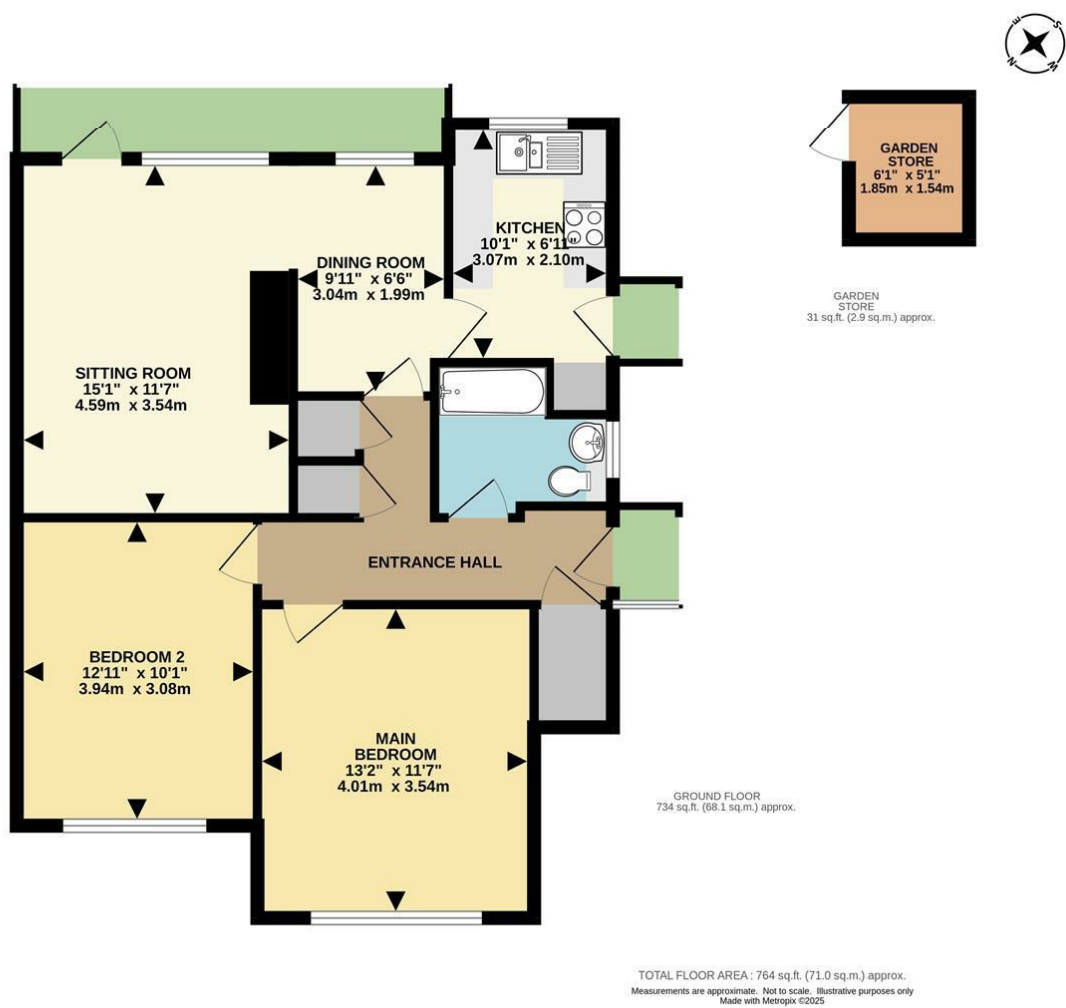 E
S
N
W
GARDEN
STORE
6'1" x 5'1"
1.85m x 1.54m
KITCHEN
10'1" x 6'11"
3.07m x 2.10m
DINING ROOM
9'11" x 6'6"
3.04m x 1.99m
GARDEN
STORE
31 sq.ft. (2.9 sq.m.) approx.
SITTING ROOM
15'1" x 11'7"
4.59m x 3.54m
ENTRANCE HALL
BEDROOM 2
12'11" x 10'1"
3.94m x 3.08m
MAIN
BEDROOM
13'2" x 11'7"
4.01m x 3.54m
GROUND FLOOR
734 sq.ft. (68.1 sq.m.) approx.
TOTAL FLOOR AREA : 764 sq.ft. (71.0 sq.m.) approx.
Measurements are approximate. Not to scale. Illustrative purposes only
Made with Metropix ©2025